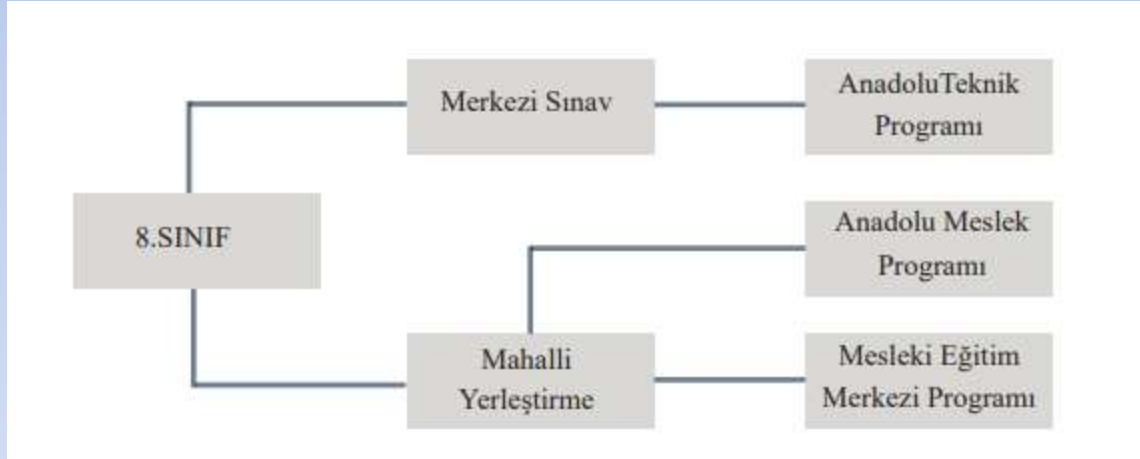 Merkezi Sınav
AnadoluTeknik
Programı
8.SINIF
Anadolu Meslek
Programı
Mahalli
Yerleştirme
Mesleki Eğitim
Merkezi Programı